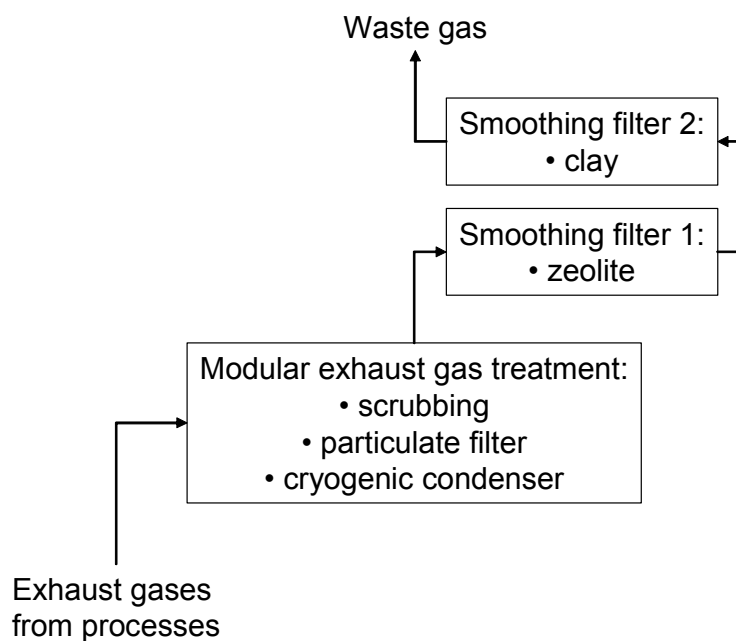 Waste gas
Smoothing filter 2:
• clay
Smoothing filter 1:
• zeolite
Modular exhaust gas treatment:
• scrubbing
• particulate filter
• cryogenic condenser
Exhaust gases
from processes